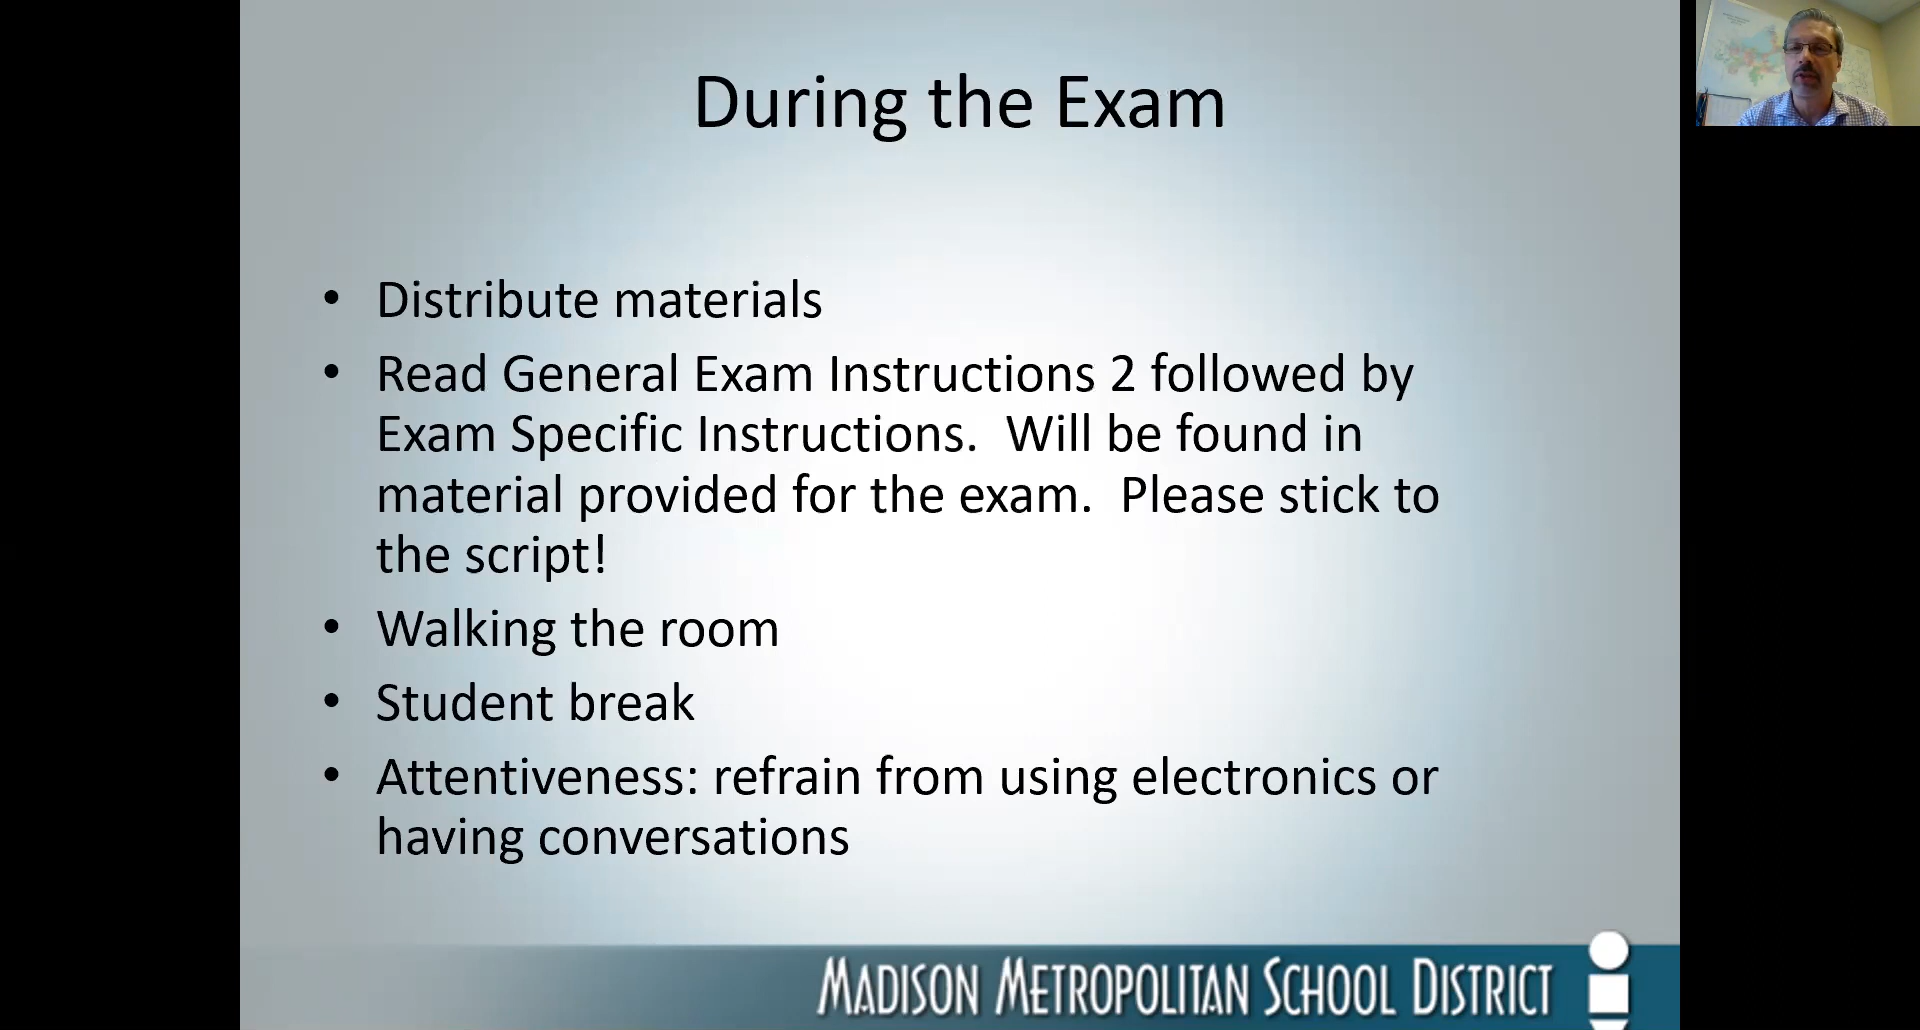 During the Exam
• Distribute materials
• Read General Exam Instructions 2 followed by
Exam Specific Instructions.  Will be found in
material provided for the exam.  Please stick to
the script!
• Walking the room
• Student break
• Attentiveness: refrain from using electronics or
having conversations
MADISON METROPOLITAN SCHOOL DISTRICT